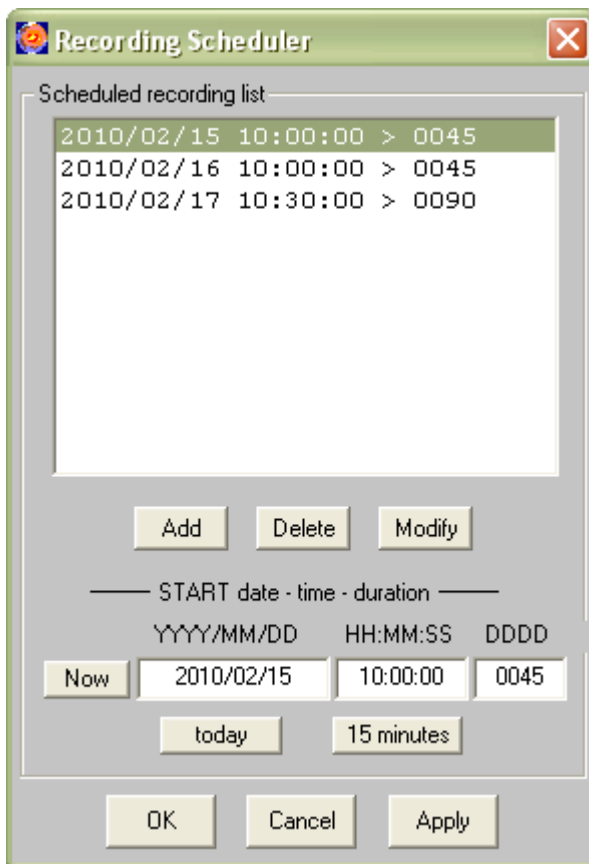 Recording Scheduler
Scheduled recording list
2010/02/15 10:00:00 > 0045
2010/02/16 10:00:00 > 0045
2010/02/17 10:30:00 > 0090
Add Delete Modify
START date - time - duration
YYYY/MM/DD HH:MM:SS DDDD
Now 2010/02/15 10:00:00 0045
today 15 minutes
OK Cancel Apply